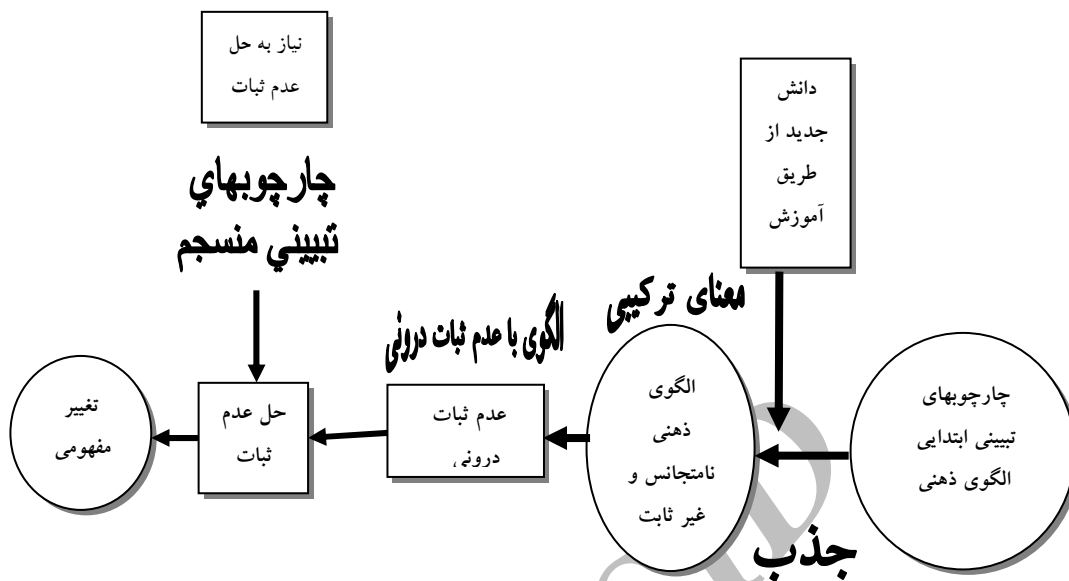 نیاز به حل
عدم ثبات
دانش
جدید از
طریق
آموزش
چارچوبهاي
تبييني منسجم
معنای ترکیبی
الگوی با عدم ثبات درونی
چارچوبهای
تبیینی ابتدایی
الگوی ذهنی
الگوی
ذهنی
نامتجانس و
غیر ثابت
عدم ثبات
درونی
حل عدم
ثبات
تغییر
مفهومی
جذب